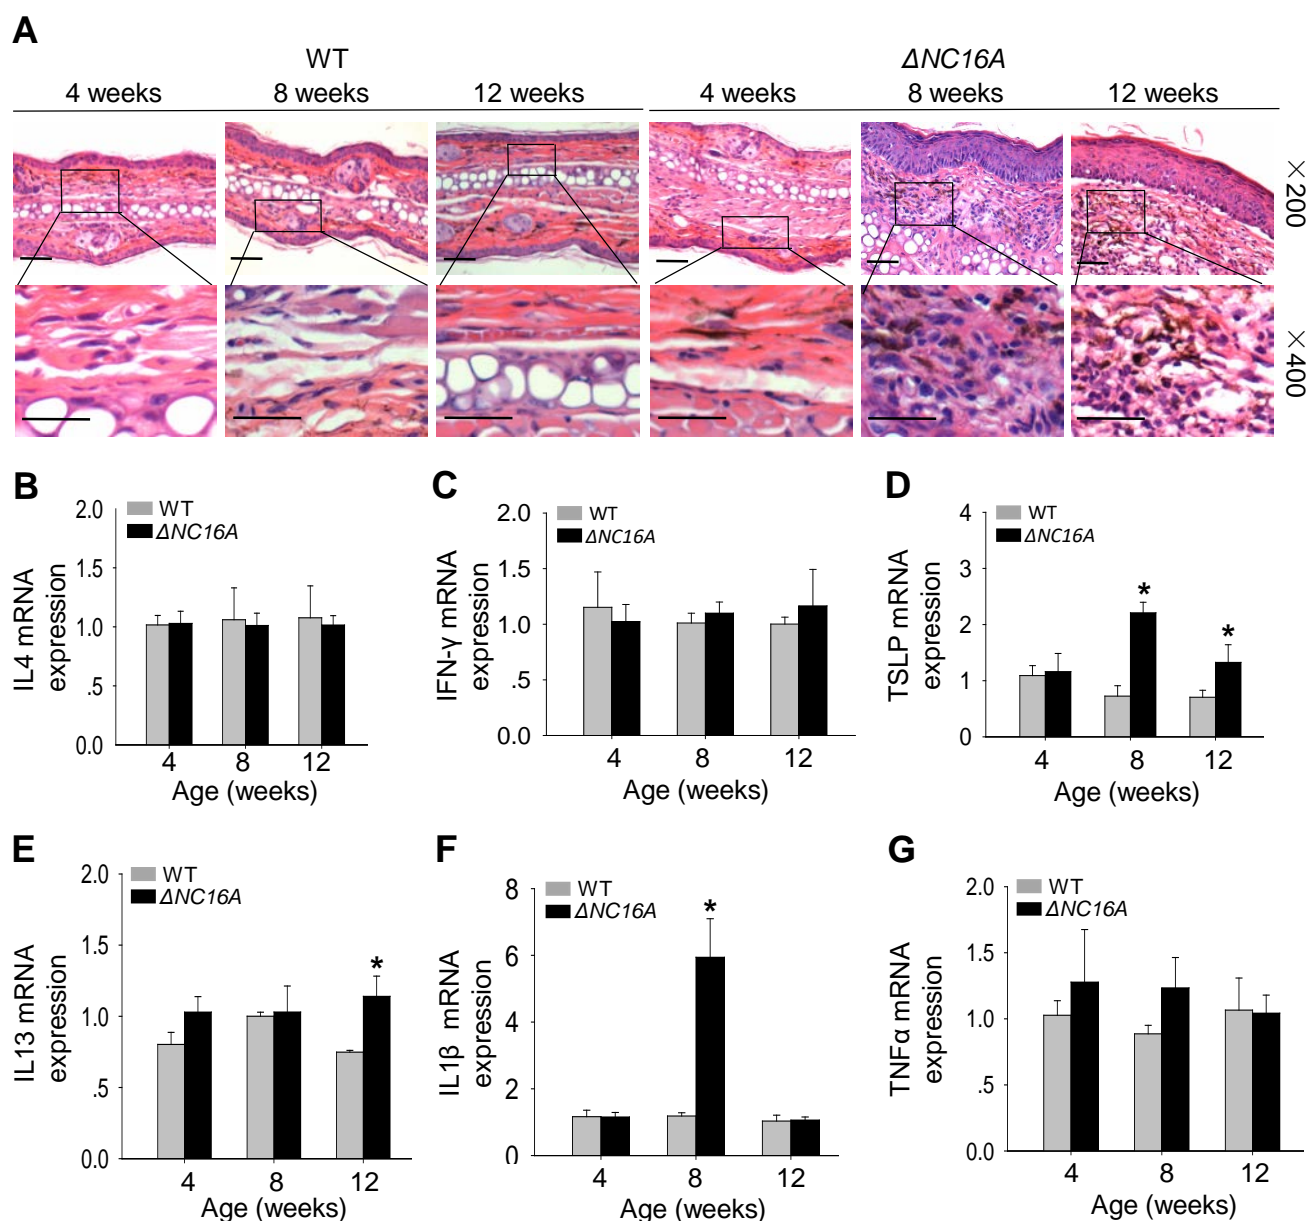 A
WT
ΔNC16A
4 weeks
8 weeks
12 weeks
4 weeks
8 weeks
12 weeks
×200
×400
B
2.0
1.5
1.0
.5
0.0
IL4 mRNA
expression
WT
ΔNC16A
4
8
12
Age (weeks)
C
2.0
1.5
1.0
.5
0.0
IFN-γ mRNA
expression
WT
ΔNC16A
4
8
12
Age (weeks)
D
4
3
2
1
0
TSLP mRNA
expression
WT
ΔNC16A
*
*
4
8
12
Age (weeks)
E
2.0
1.5
1.0
.5
0.0
IL13 mRNA
expression
WT
ΔNC16A
*
4
8
12
Age (weeks)
F
8
6
4
2
0
IL1β mRNA
expression
WT
ΔNC16A
*
4
8
12
Age (weeks)
G
2.0
1.5
1.0
.5
0.0
TNFα mRNA
expression
WT
ΔNC16A
4
8
12
Age (weeks)